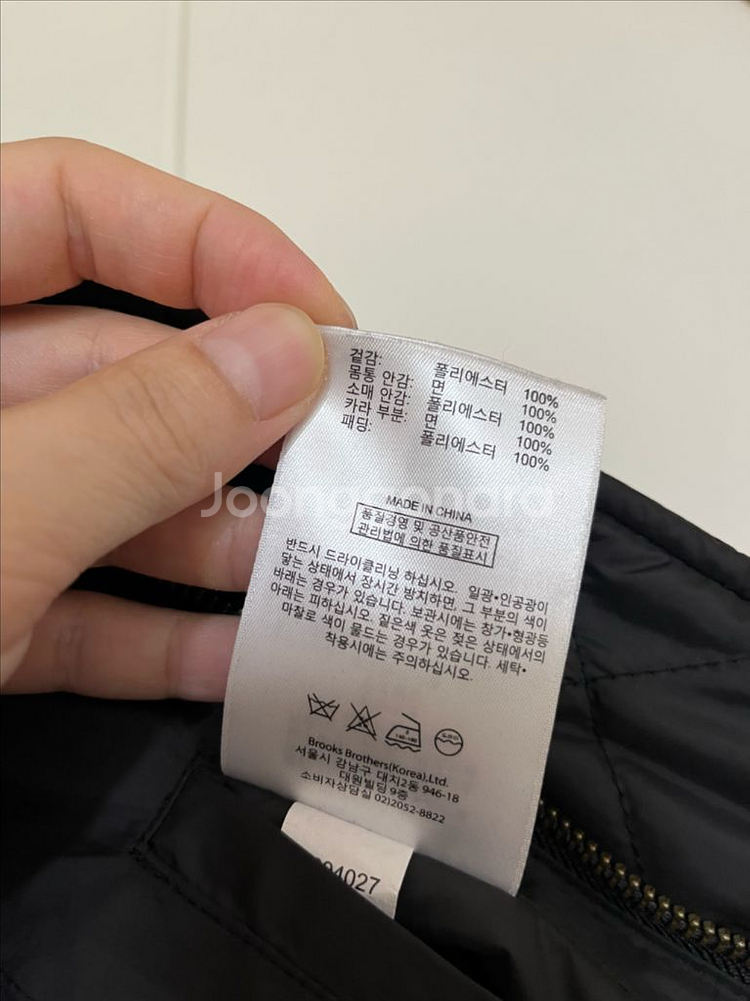 겉감: 폴리에스터 100%
몸통 안감: 면 100%
소매 안감: 폴리에스터 100%
카라 부분: 면 100%
패딩: 폴리에스터 100%
Joongonara
MADE IN CHINA
품질경영 및 공산품안전
관리법에 의한 품질표시
반드시 드라이클리닝 하십시오. 일광•인공광이
닿는 상태에서 장시간 방치하면, 그 부분의 색이
바래는 경우가 있습니다. 보관시에는 창가•형광등
아래는 피하십시오. 짙은색 옷은 젖은 상태에서의
마찰로 색이 물드는 경우가 있습니다. 세탁•
착용시에는 주의하십시오.
Brooks Brothers(Korea),Ltd.
서울시 강남구 대치2동 946-18
대원빌딩 9층
소비자상담실 02)2052-8822
04027